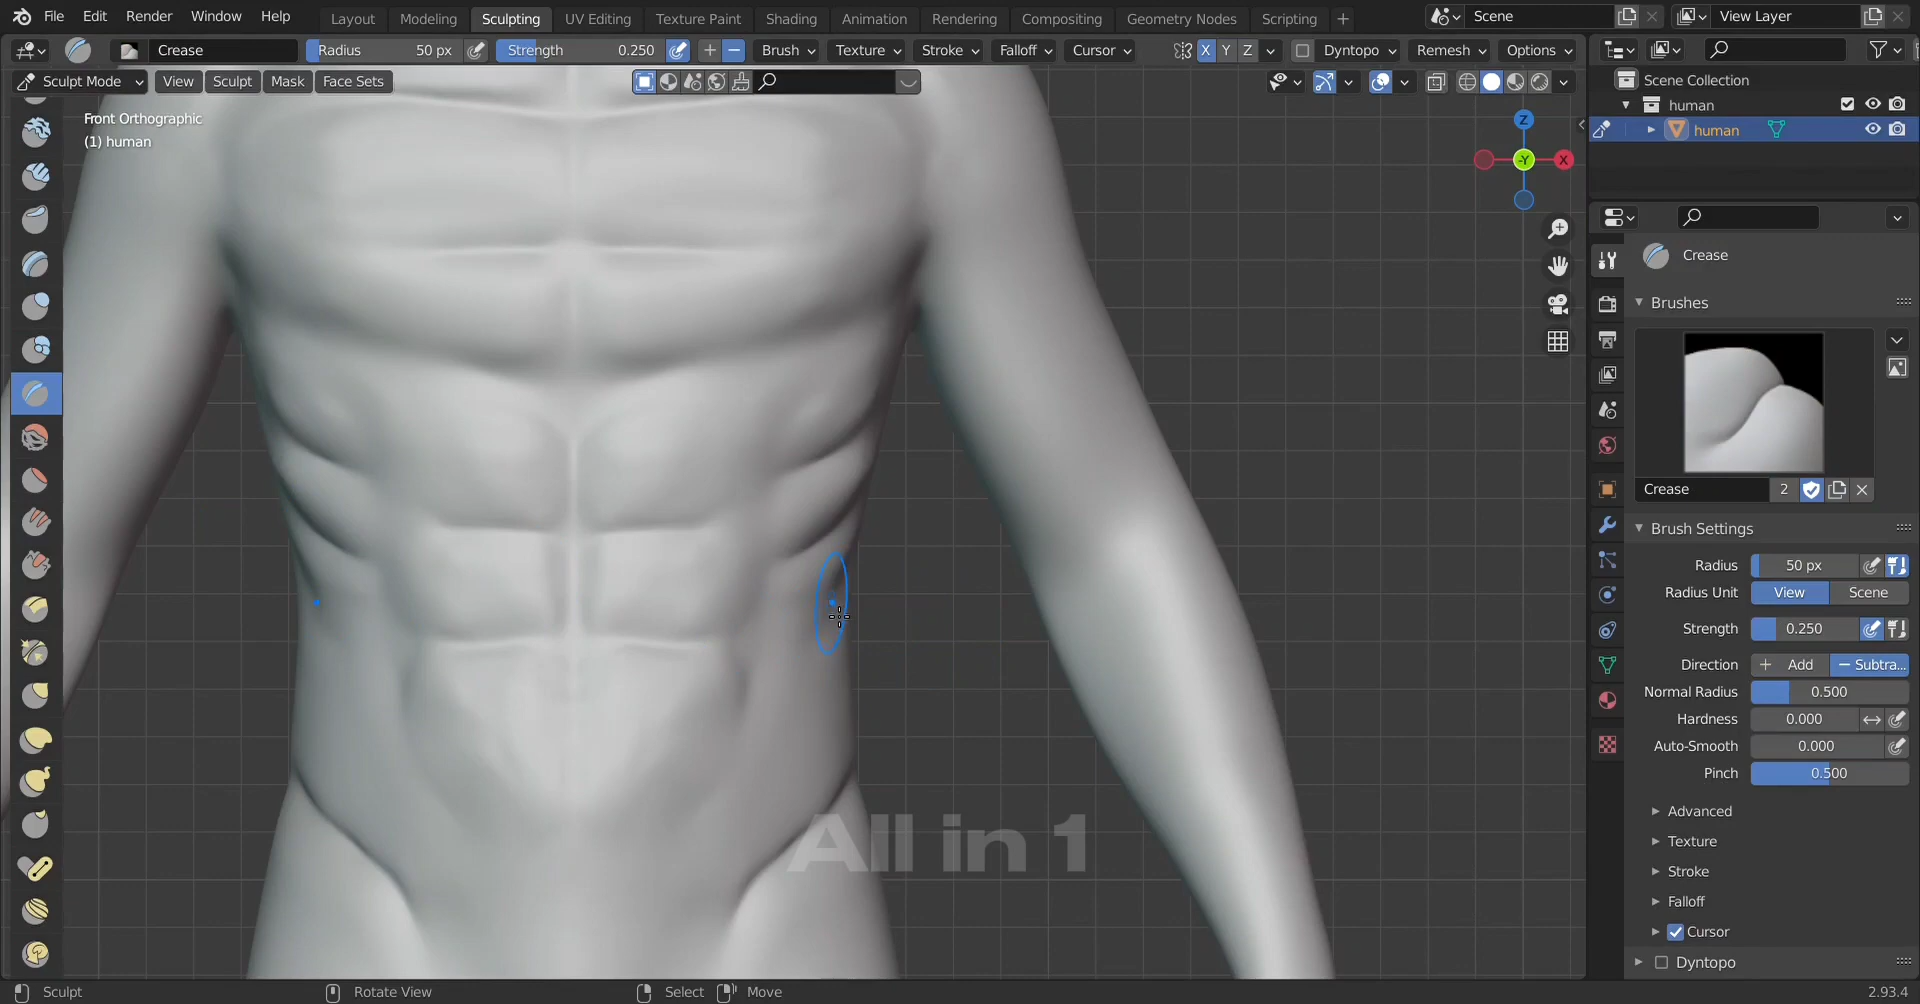 File Edit Render Window Help Layout Modeling Sculpting UV Editing Texture Paint Shading Animation Rendering Compositing Geometry Nodes Scripting + Scene View Layer
Crease Radius 50 px Strength 0.250 Brush Texture Stroke Falloff Cursor X Y Z Dyntopo Remesh Options
Sculpt Mode View Sculpt Mask Face Sets
Scene Collection
human
human
Front Orthographic
(1) human
Z
-Y
X
Crease
Brushes
Crease 2
Brush Settings
Radius 50 px
Radius Unit View Scene
Strength 0.250
Direction + Add − Subtra...
Normal Radius 0.500
Hardness 0.000
Auto-Smooth 0.000
Pinch 0.500
Advanced
Texture
Stroke
Falloff
Cursor
Dyntopo
All in 1
Sculpt Rotate View Select Move 2.93.4